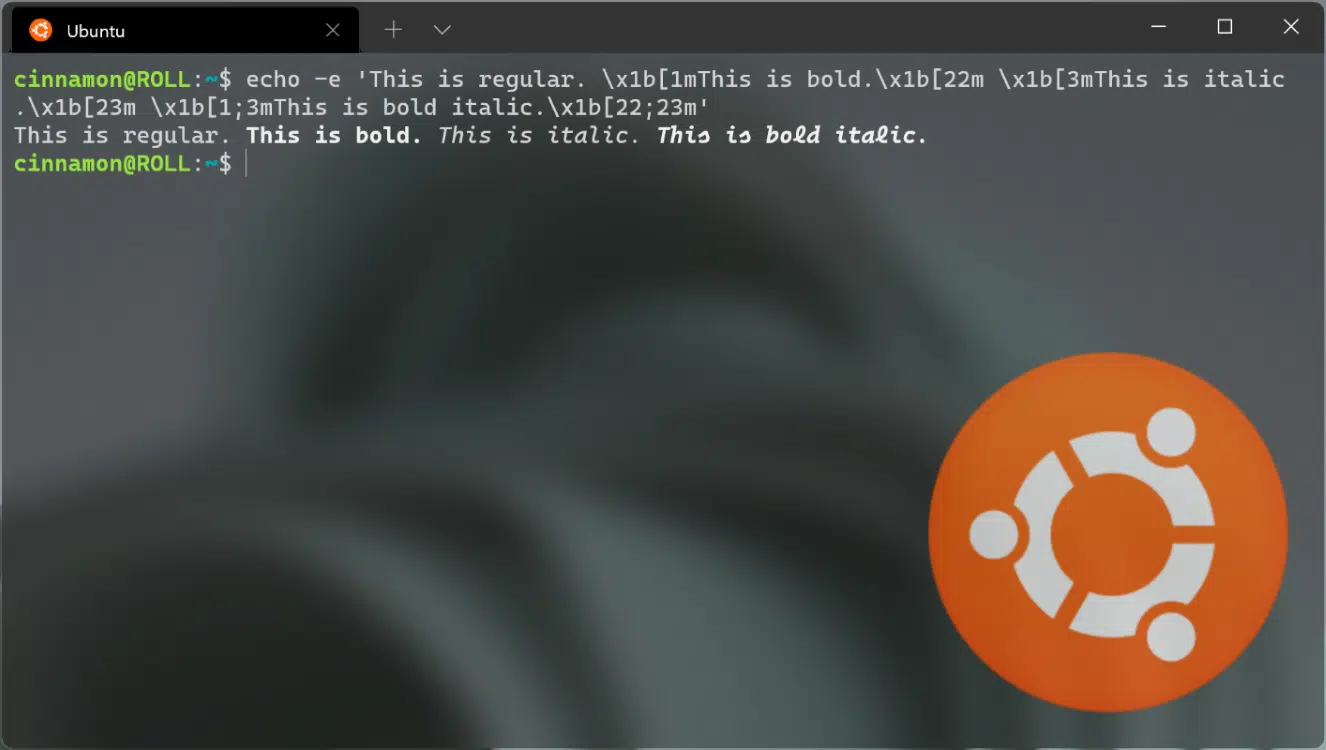 Ubuntu
cinnamon@ROLL:~$ echo -e 'This is regular. \x1b[1mThis is bold.\x1b[22m \x1b[3mThis is italic
.\x1b[23m \x1b[1;3mThis is bold italic.\x1b[22;23m'
This is regular. This is bold. This is italic. This is bold italic.
cinnamon@ROLL:~$